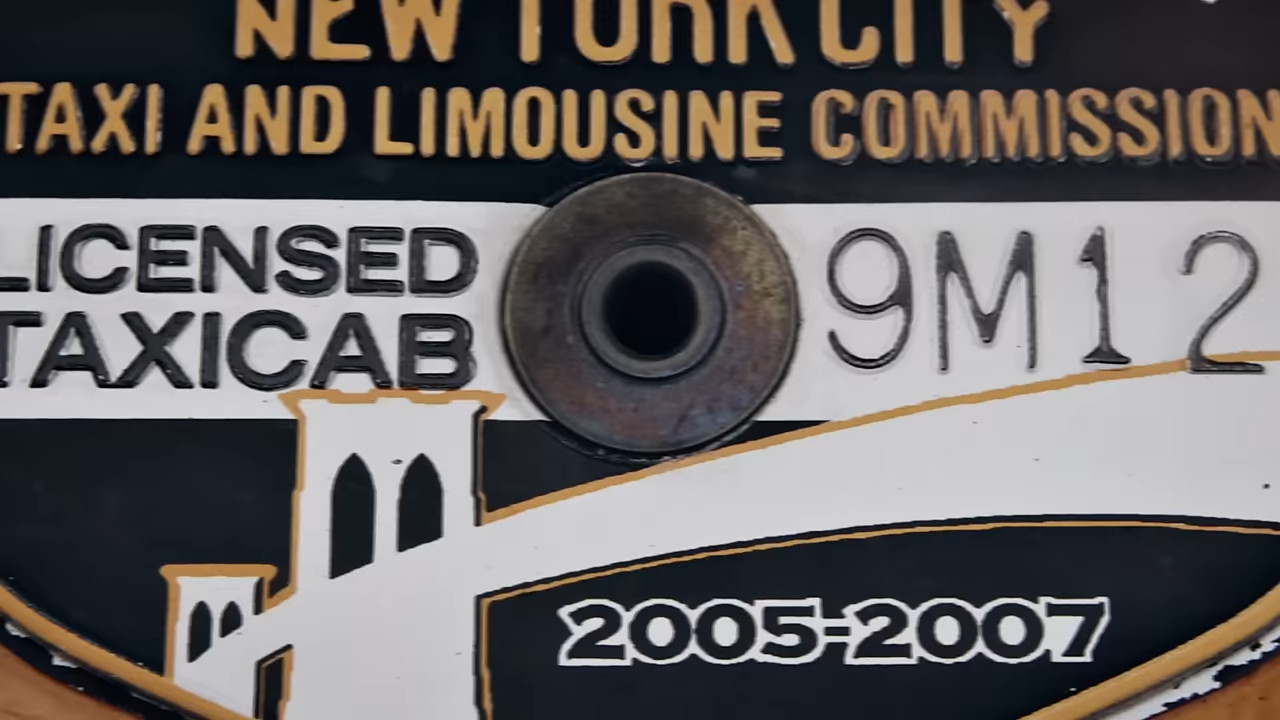 NEW YORK CITY
TAXI AND LIMOUSINE COMMISSION
LICENSED
TAXICAB
9M12
2005-2007